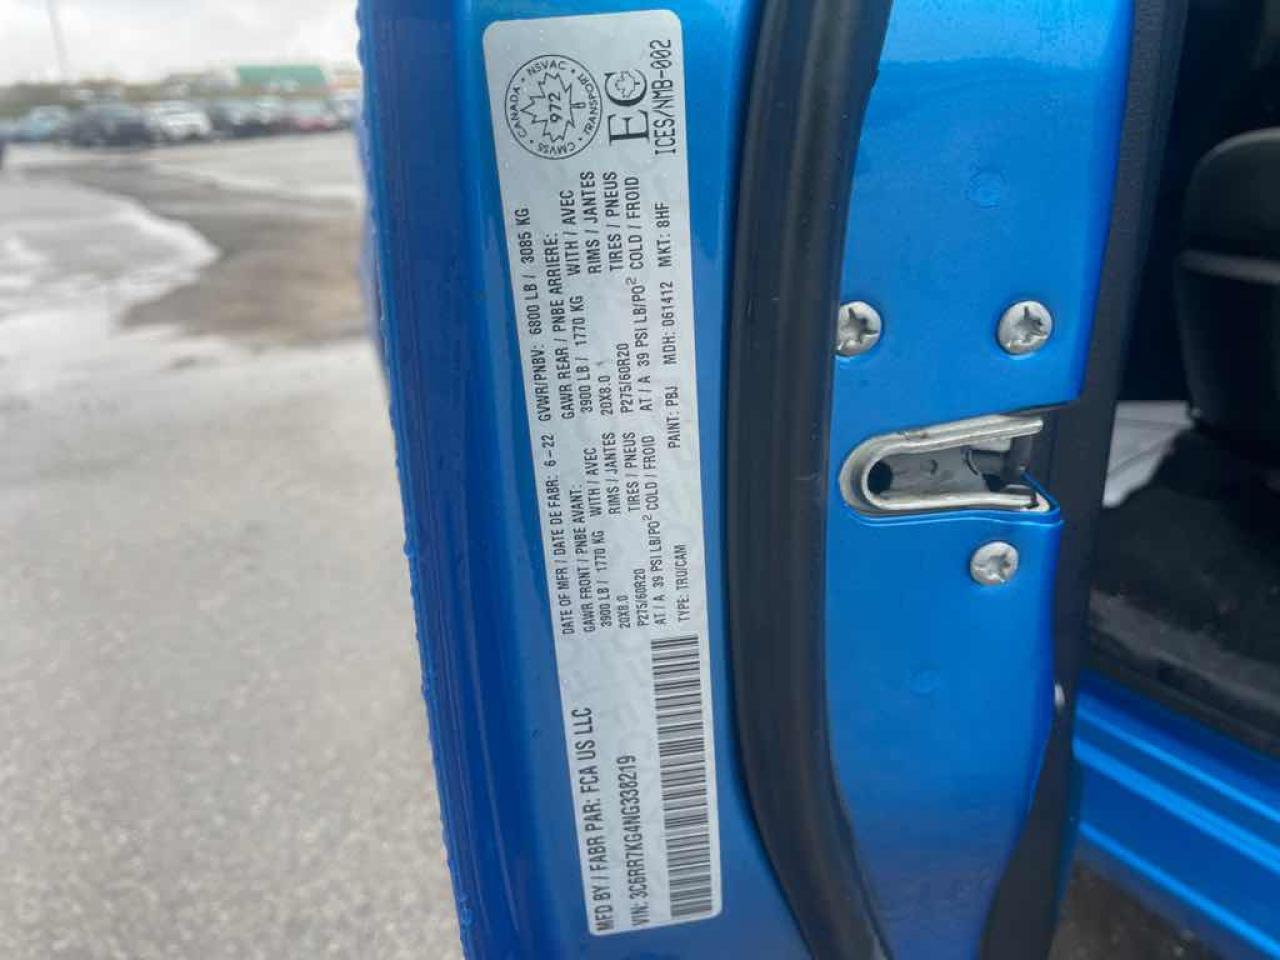 MFD BY / FABR PAR: FCA US LLC
DATE OF MFR / DATE DE FABR: 6-22 GVWR/PNBV: 6800 LB / 3085 KG
GAWR FRONT / PNBE AVANT: GAWR REAR / PNBE ARRIERE:
3900 LB / 1770 KG WITH / AVEC 3900 LB / 1770 KG WITH / AVEC
20X8.0 RIMS / JANTES 20X8.0 RIMS / JANTES
P275/60R20 TIRES / PNEUS P275/60R20 TIRES / PNEUS
AT / A 39 PSI LB/PO² COLD / FROID AT / A 39 PSI LB/PO² COLD / FROID
VIN: 3C6RR7KG4NG338219 TYPE: TRU/CAM PAINT: PBJ MDH: 061412 MKT: 8HF
CANADA • NSVAC • TRANSPORT • CMVSS
972
EC
ICES/NMB-002